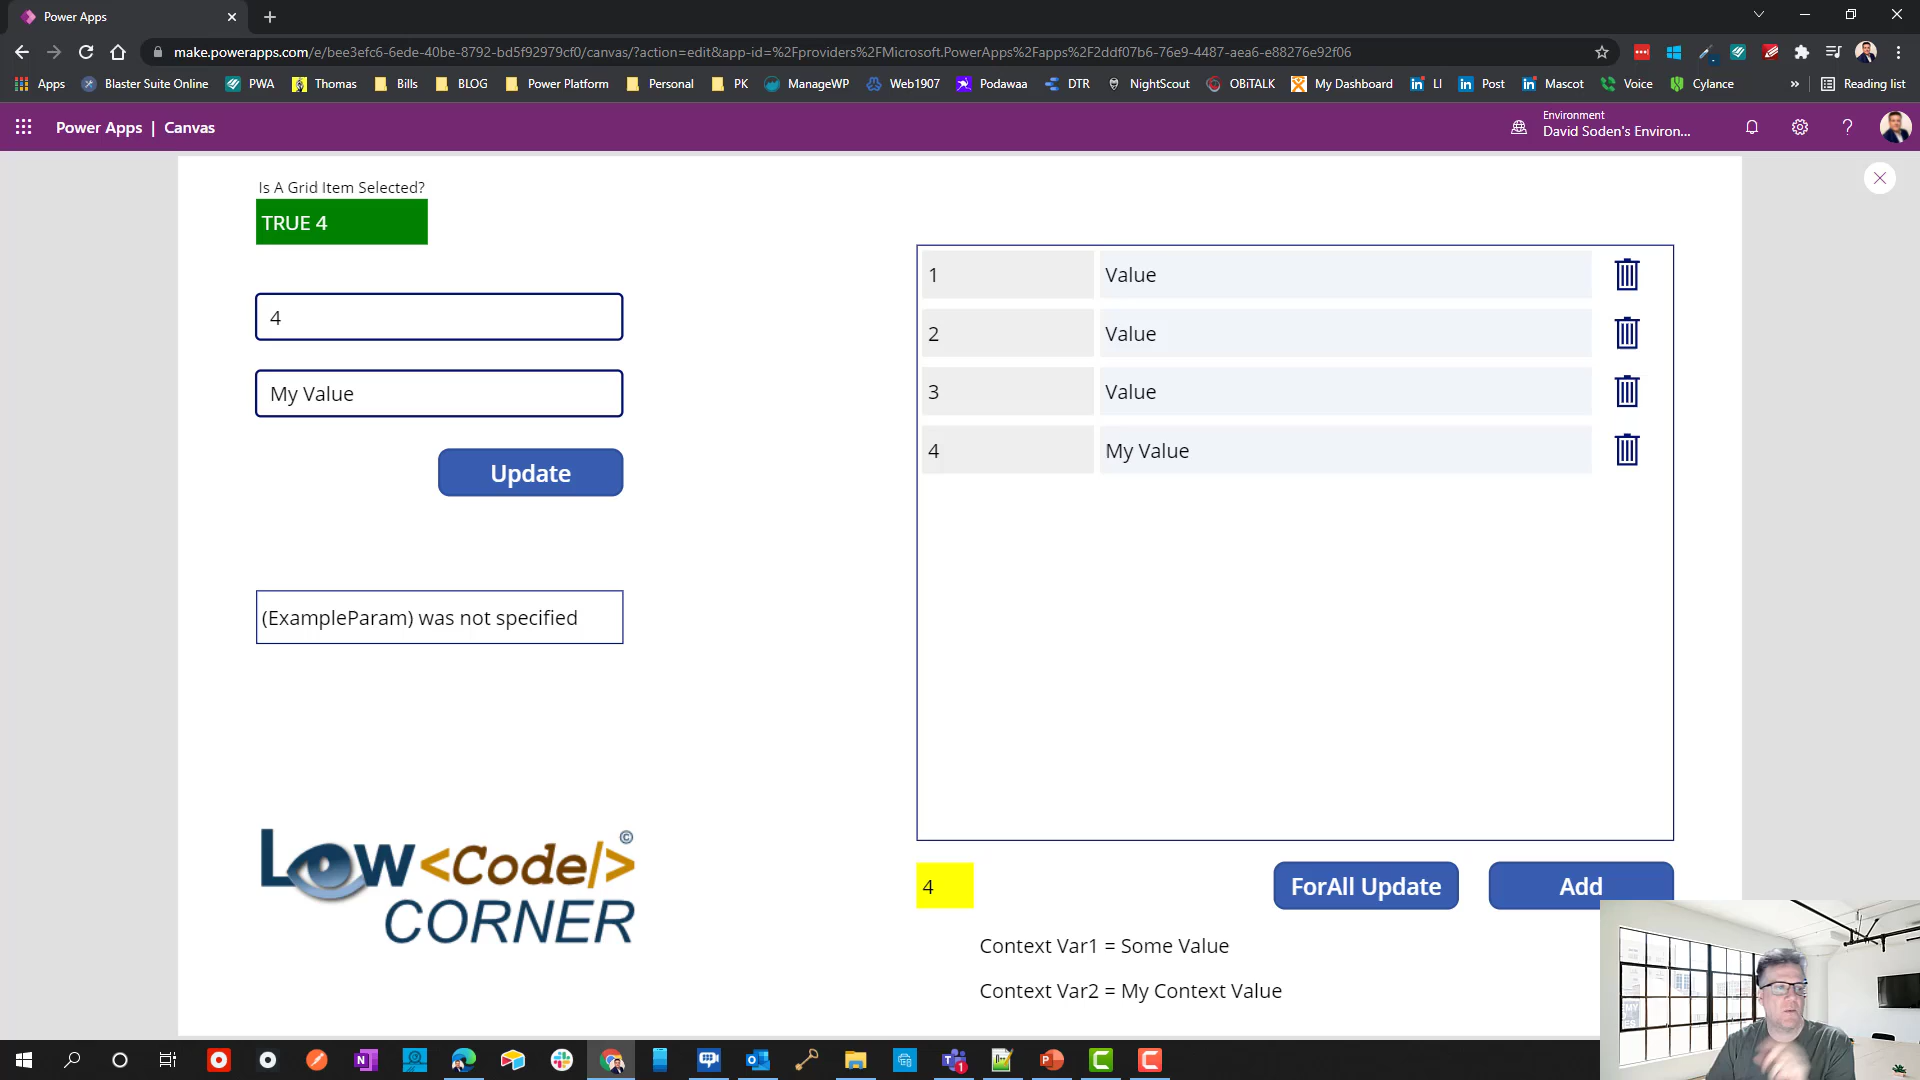 Power Apps
make.powerapps.com/e/bee3efc6-6ede-40be-8792-bd5f92979cf0/canvas/?action=edit&app-id=%2Fproviders%2FMicrosoft.PowerApps%2Fapps%2F2ddf07b6-76e9-4487-aea6-e88276e92f06
Apps Blaster Suite Online PWA Thomas Bills BLOG Power Platform Personal PK ManageWP Web1907 Podawaa DTR NightScout OBiTALK My Dashboard LI Post Mascot Voice Cylance » Reading list
Power Apps | Canvas
Environment
David Soden's Environ...
Is A Grid Item Selected?
TRUE 4
4
My Value
Update
(ExampleParam) was not specified
1 Value
2 Value
3 Value
4 My Value
4
ForAll Update
Add
Context Var1 = Some Value
Context Var2 = My Context Value
LOW <Code/> ©
CORNER